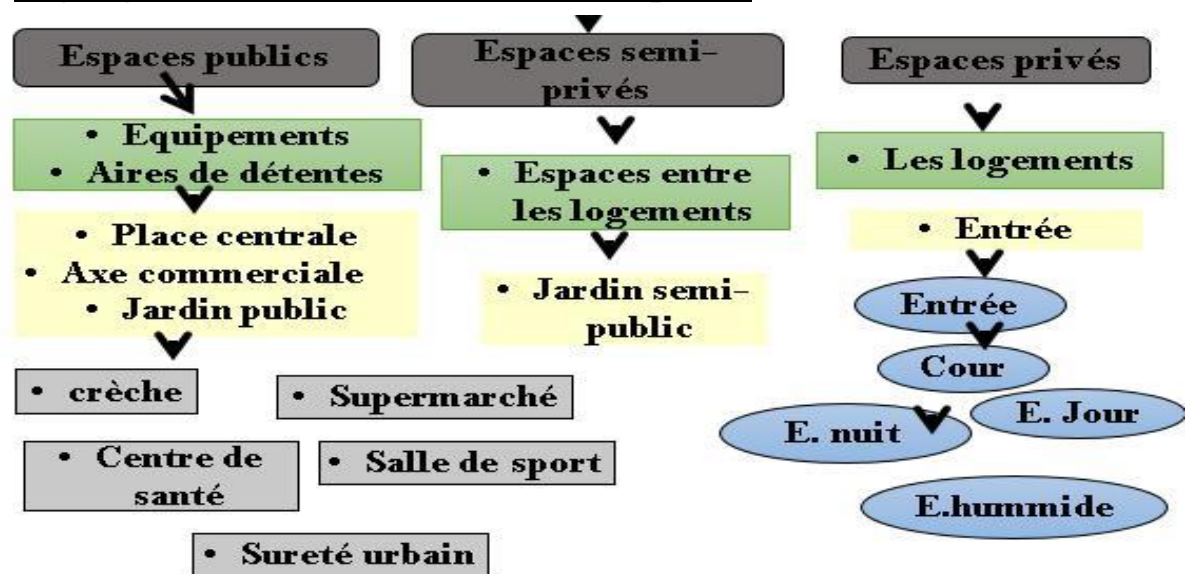 Espaces publics
• Equipements
• Aires de détentes
• Place centrale
• Axe commerciale
• Jardin public
• crèche
• Supermarché
• Centre de
santé
• Salle de sport
• Sureté urbain
Espaces semi-
privés
• Espaces entre
les logements
• Jardin semi-
public
Espaces privés
• Les logements
• Entrée
Entrée
Cour
E. Jour
E. nuit
E.hummide